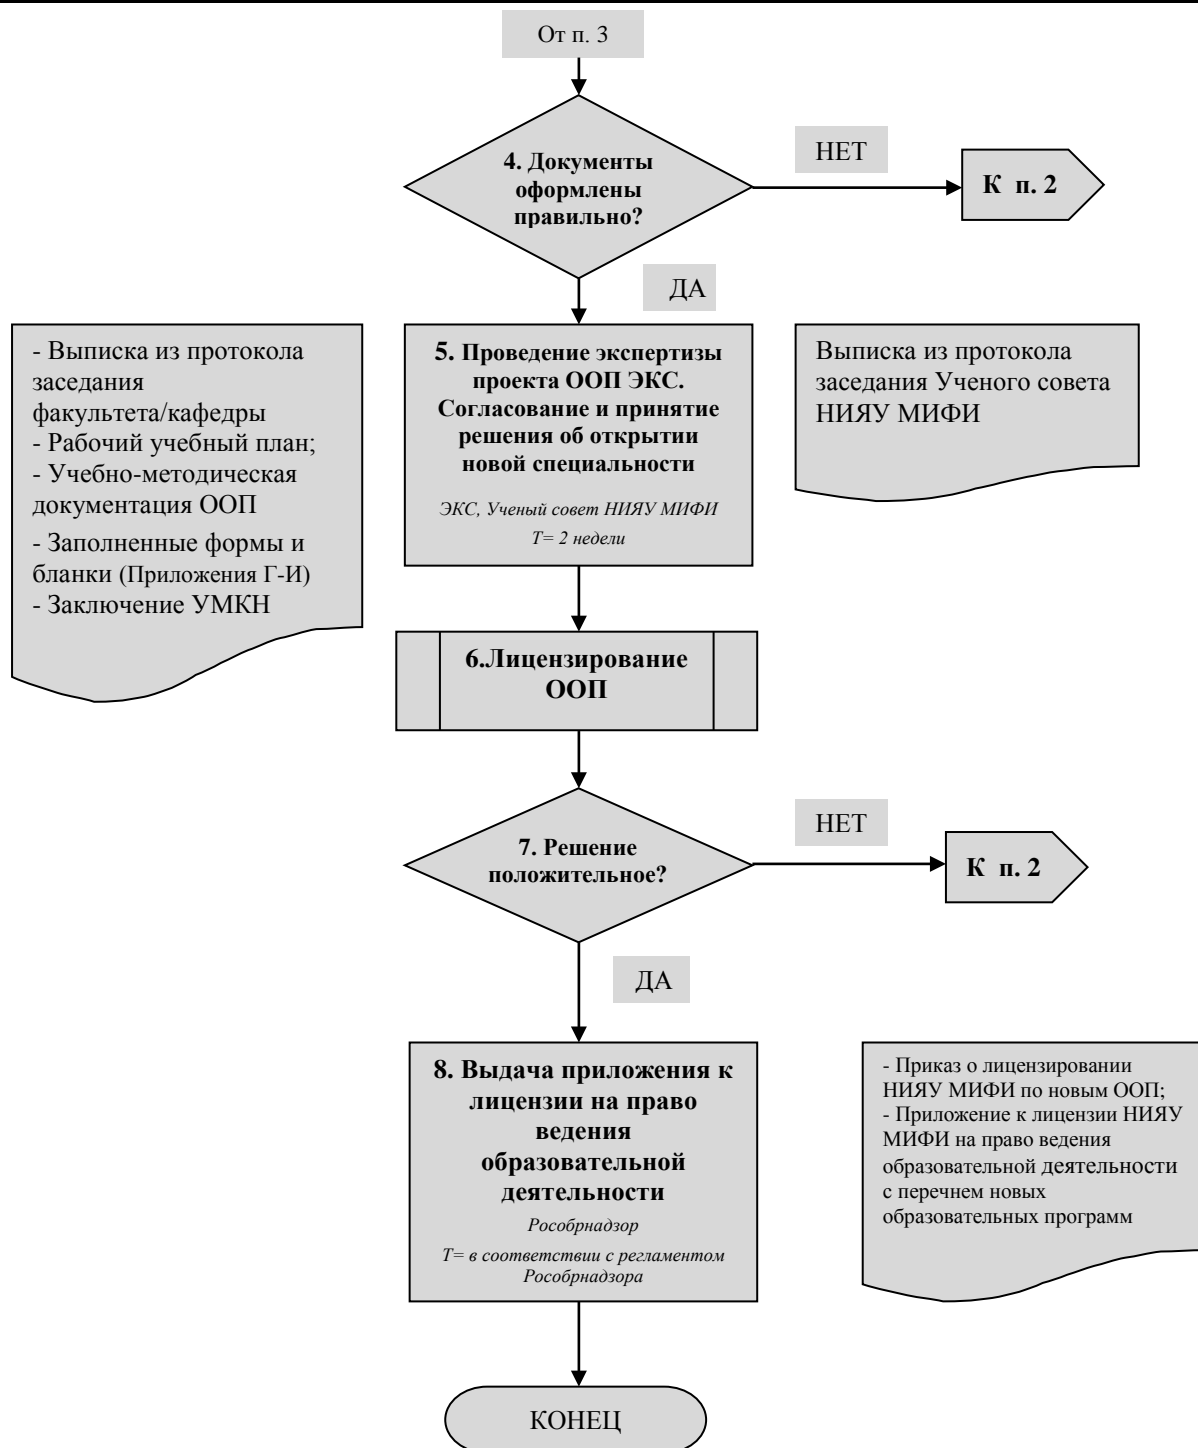 От п. 3
4. Документы
оформлены
правильно?
НЕТ
К п. 2
ДА
- Выписка из протокола
заседания
факультета/кафедры
- Рабочий учебный план;
- Учебно-методическая
документация ООП
- Заполненные формы и
бланки (Приложения Г-И)
- Заключение УМКН
5. Проведение экспертизы
проекта ООП ЭКС.
Согласование и принятие
решения об открытии
новой специальности
ЭКС, Ученый совет НИЯУ МИФИ
Т= 2 недели
Выписка из протокола
заседания Ученого совета
НИЯУ МИФИ
6.Лицензирование
ООП
7. Решение
положительное?
НЕТ
К п. 2
ДА
8. Выдача приложения к
лицензии на право
ведения
образовательной
деятельности
Рособрнадзор
Т= в соответствии с регламентом
Рособрнадзора
- Приказ о лицензировании
НИЯУ МИФИ по новым ООП;
- Приложение к лицензии НИЯУ
МИФИ на право ведения
образовательной деятельности
с перечнем новых
образовательных программ
КОНЕЦ